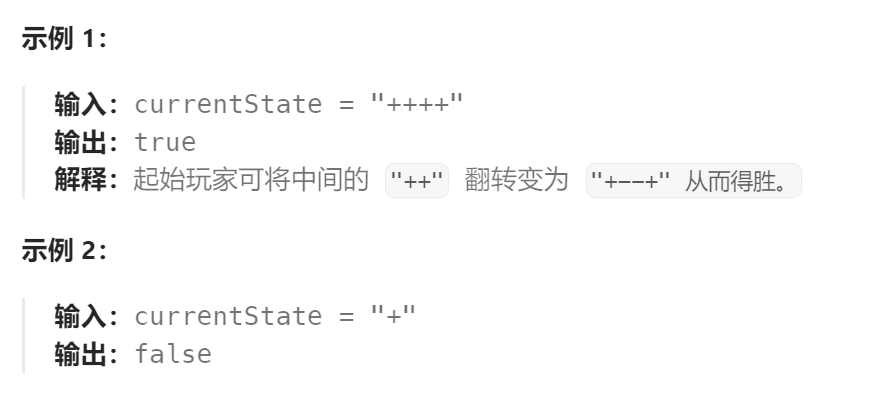 示例 1：
输入：currentState = "++++"
输出：true
解释：起始玩家可将中间的 "++" 翻转变为 "+--+" 从而得胜。
示例 2：
输入：currentState = "+"
输出：false